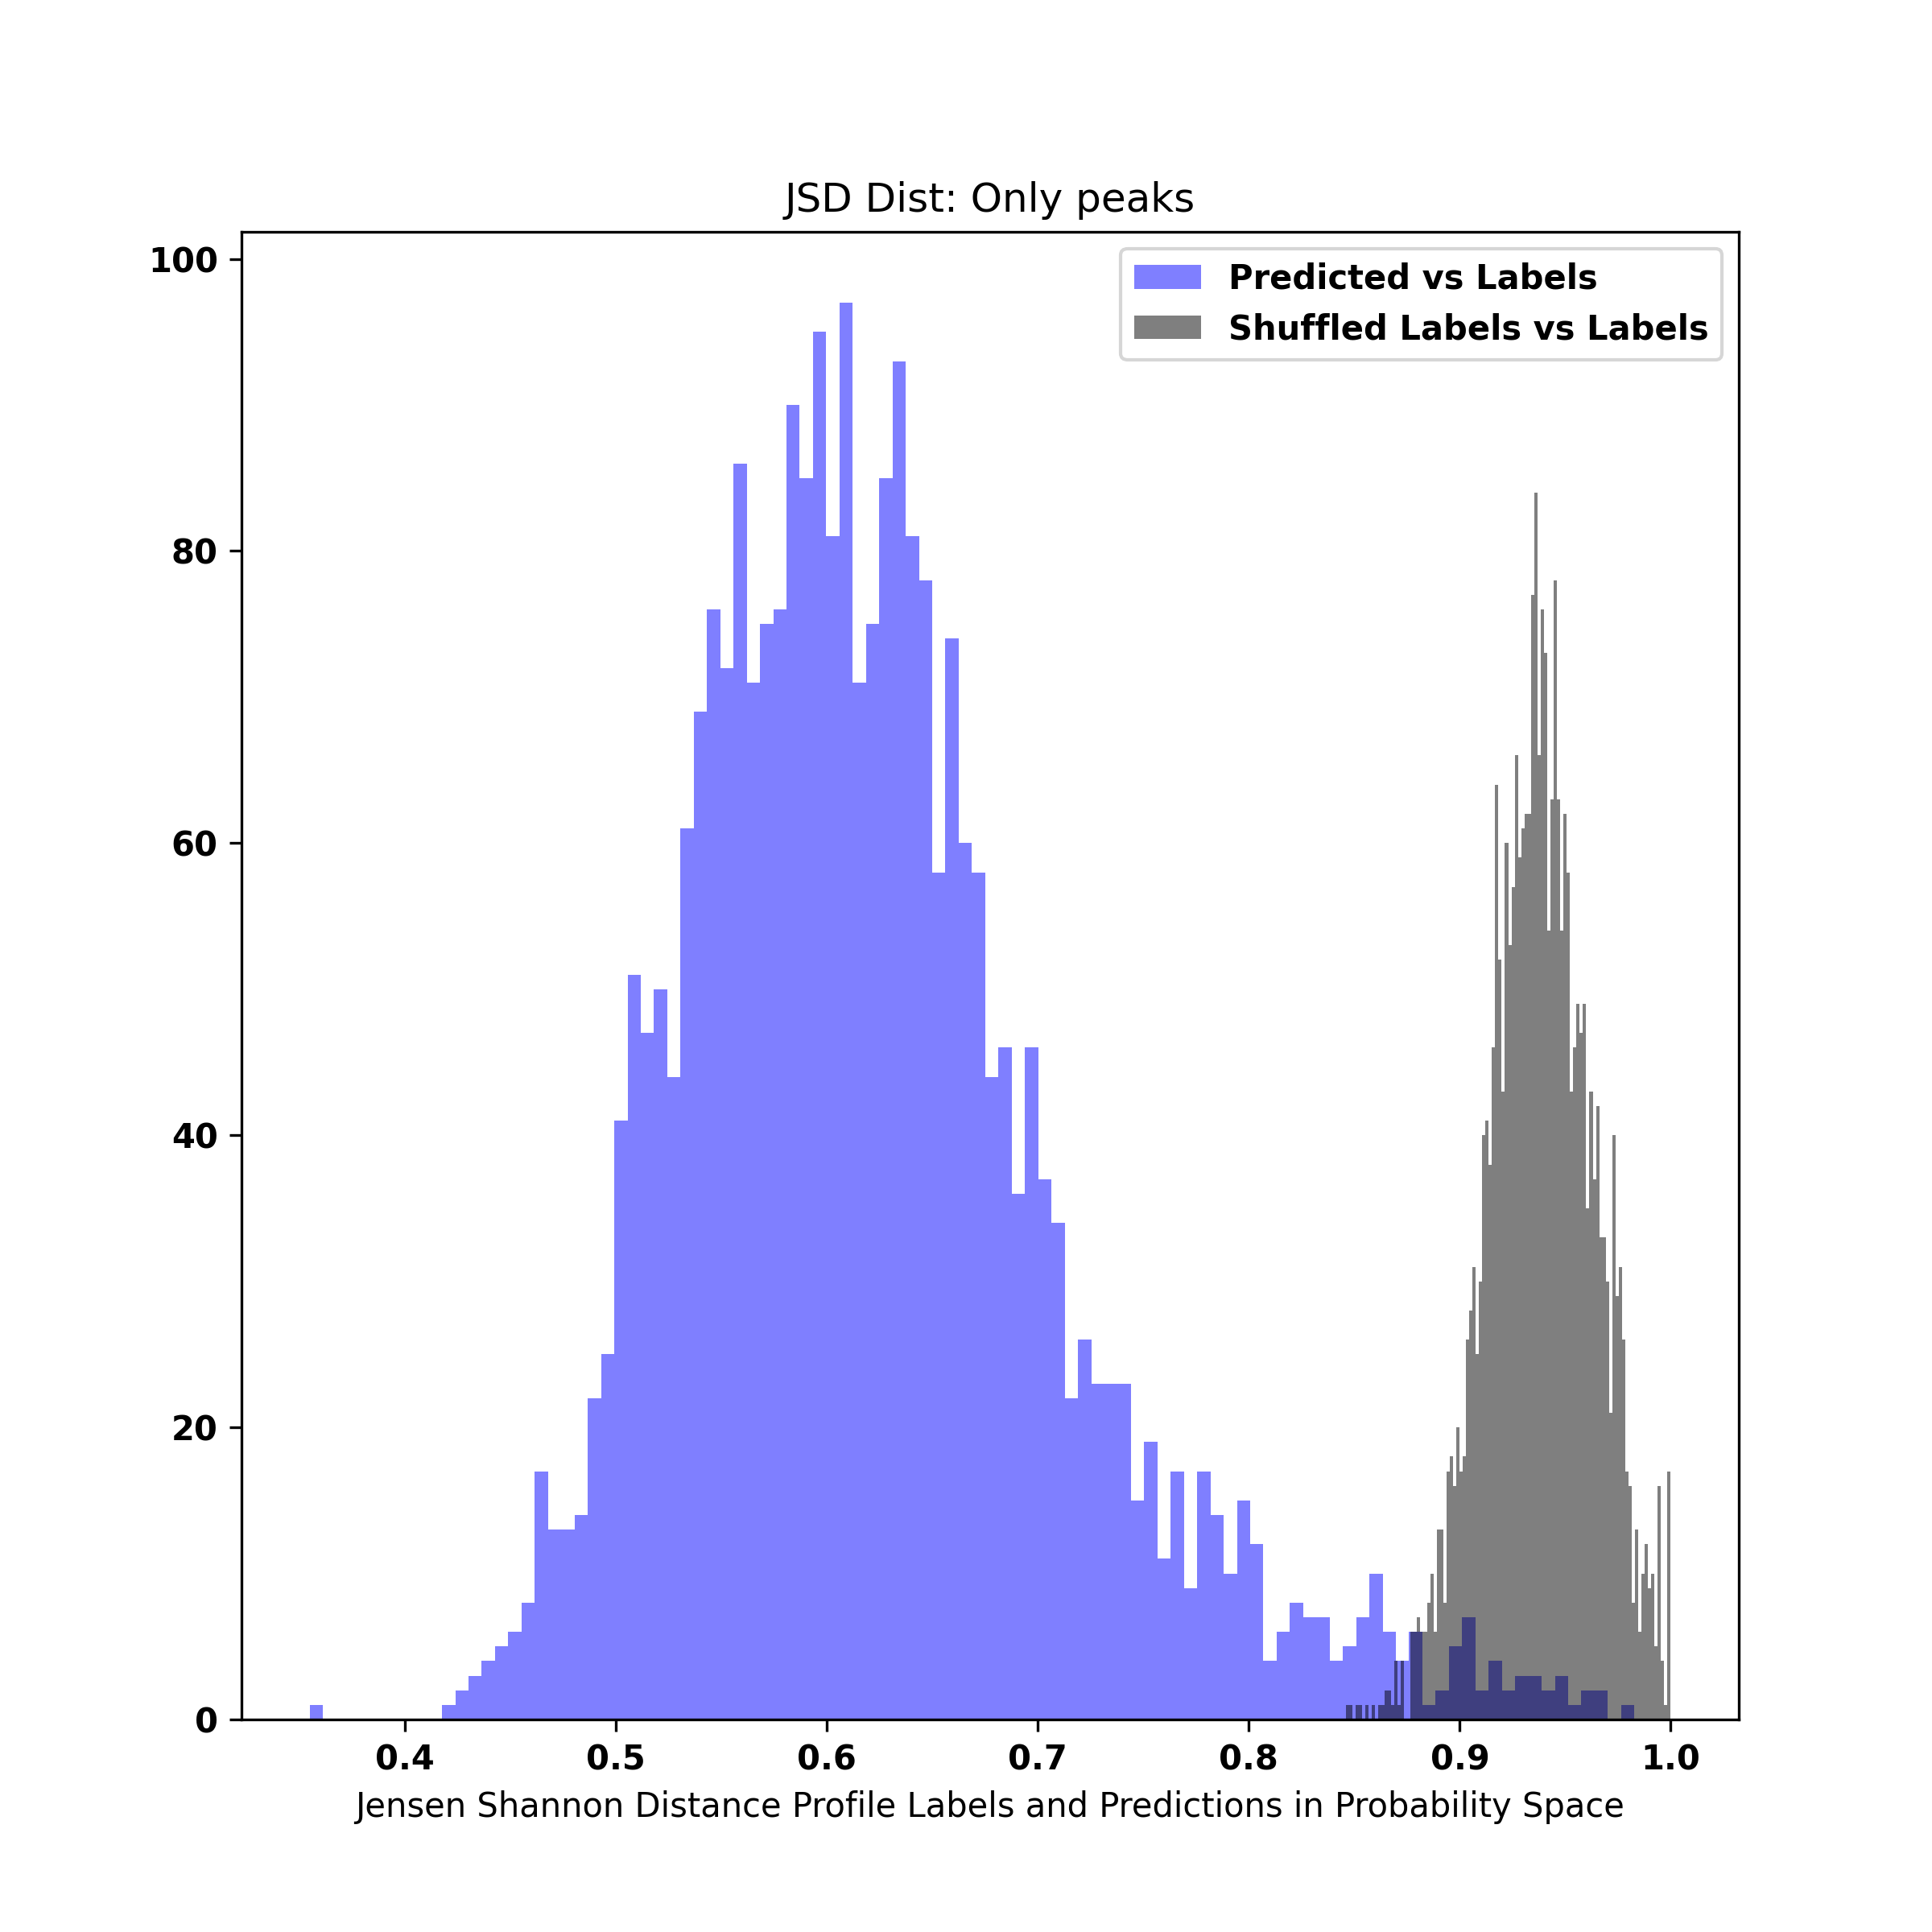 JSD Dist: Only peaks
100
80
60
40
20
0
Predicted vs Labels
Shuffled Labels vs Labels
0.4 0.5 0.6 0.7 0.8 0.9 1.0
Jensen Shannon Distance Profile Labels and Predictions in Probability Space